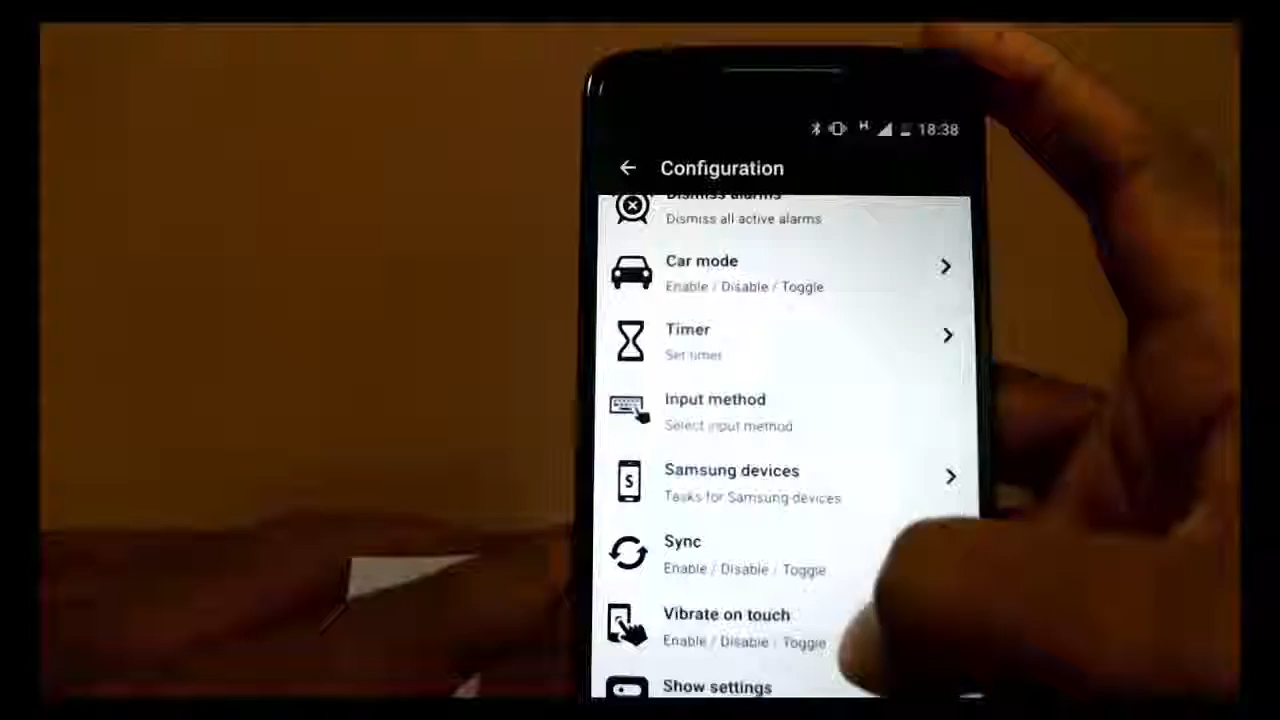 H 18:38
Configuration
Dismiss alarms
Dismiss all active alarms
Car mode
Enable / Disable / Toggle
Timer
Set timer
Input method
Select input method
Samsung devices
Tasks for Samsung devices
Sync
Enable / Disable / Toggle
Vibrate on touch
Enable / Disable / Toggle
Show settings